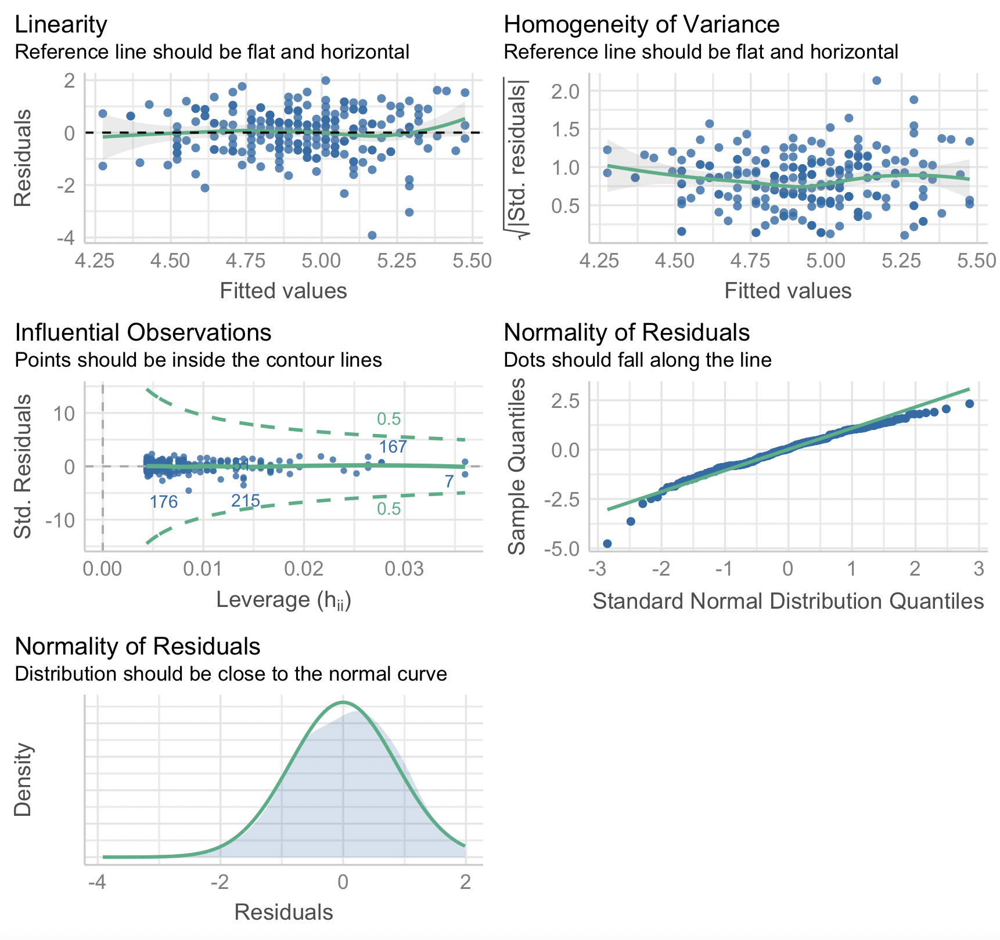 Linearity
Reference line should be flat and horizontal
Residuals
2
0
-2
-4
4.25 4.50 4.75 5.00 5.25 5.50
Fitted values
Homogeneity of Variance
Reference line should be flat and horizontal
√|Std. residuals|
2.0
1.5
1.0
0.5
4.25 4.50 4.75 5.00 5.25 5.50
Fitted values
Influential Observations
Points should be inside the contour lines
Std. Residuals
10
0
-10
0.5
167
7
176
215
0.5
0.00 0.01 0.02 0.03
Leverage (hii)
Normality of Residuals
Dots should fall along the line
Sample Quantiles
2.5
0.0
-2.5
-5.0
-3 -2 -1 0 1 2 3
Standard Normal Distribution Quantiles
Normality of Residuals
Distribution should be close to the normal curve
Density
-4 -2 0 2
Residuals